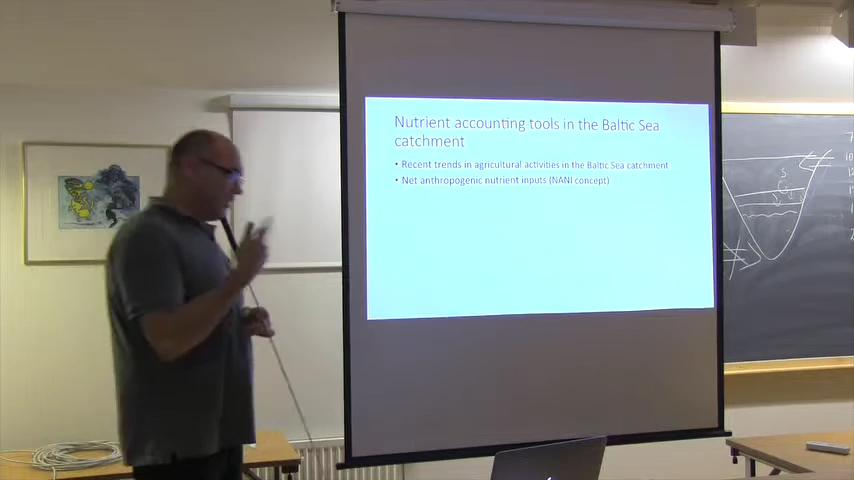 Nutrient accounting tools in the Baltic Sea
catchment
• Recent trends in agricultural activities in the Baltic Sea catchment
• Net anthropogenic nutrient inputs (NANI concept)
S